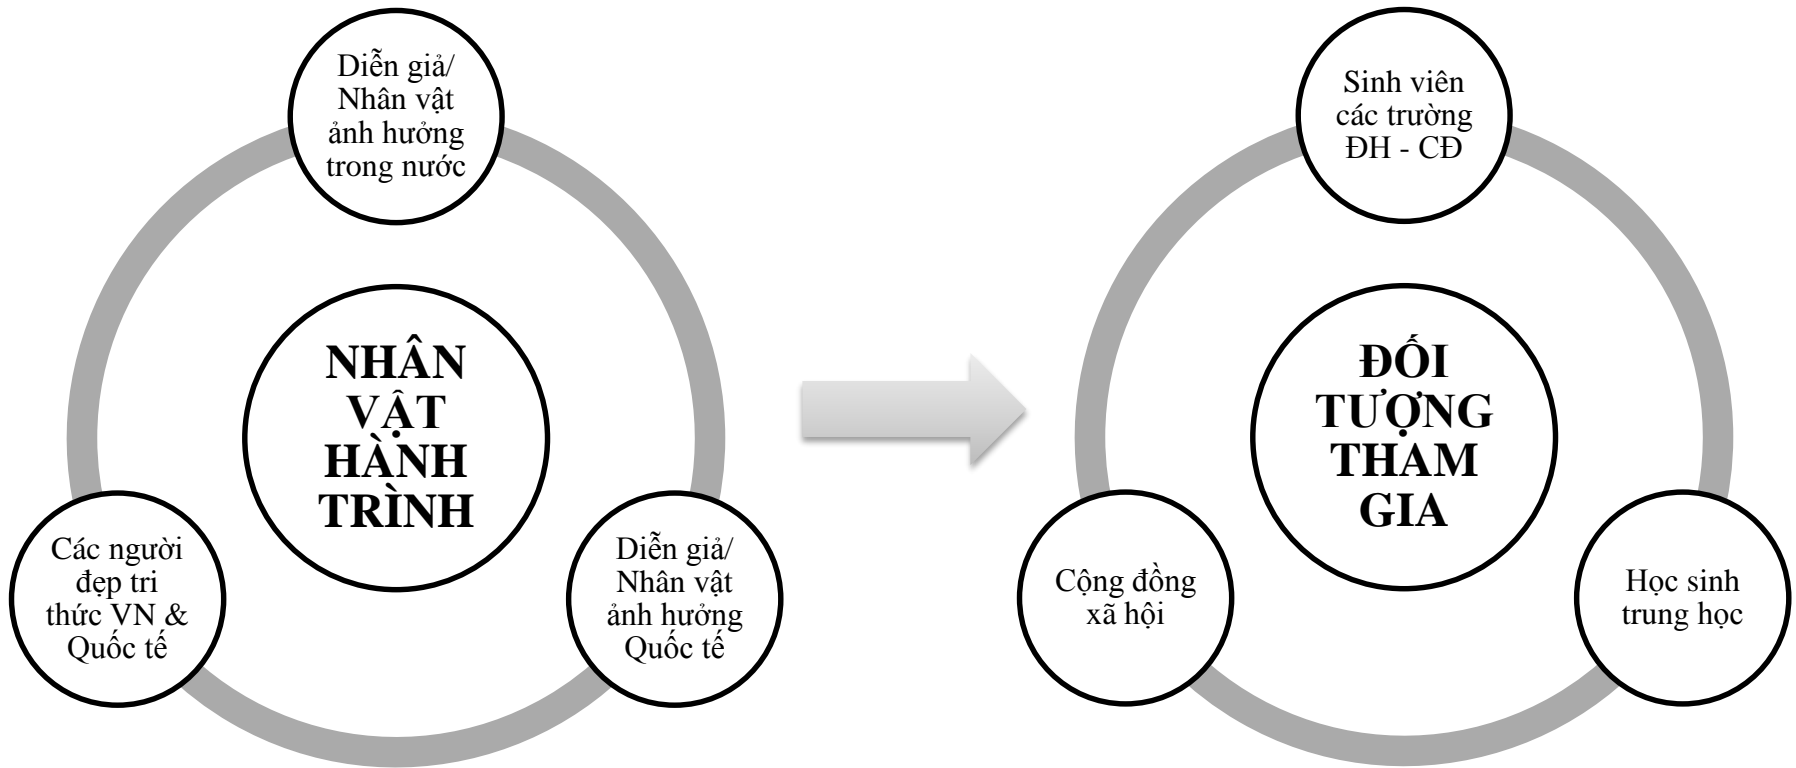 Diễn giả/
Nhân vật
ảnh hưởng
trong nước
NHÂN
VẬT
HÀNH
TRÌNH
Các người
đẹp tri
thức VN &
Quốc tế
Diễn giả/
Nhân vật
ảnh hưởng
Quốc tế
Sinh viên
các trường
ĐH - CĐ
ĐỐI
TƯỢNG
THAM
GIA
Cộng đồng
xã hội
Học sinh
trung học